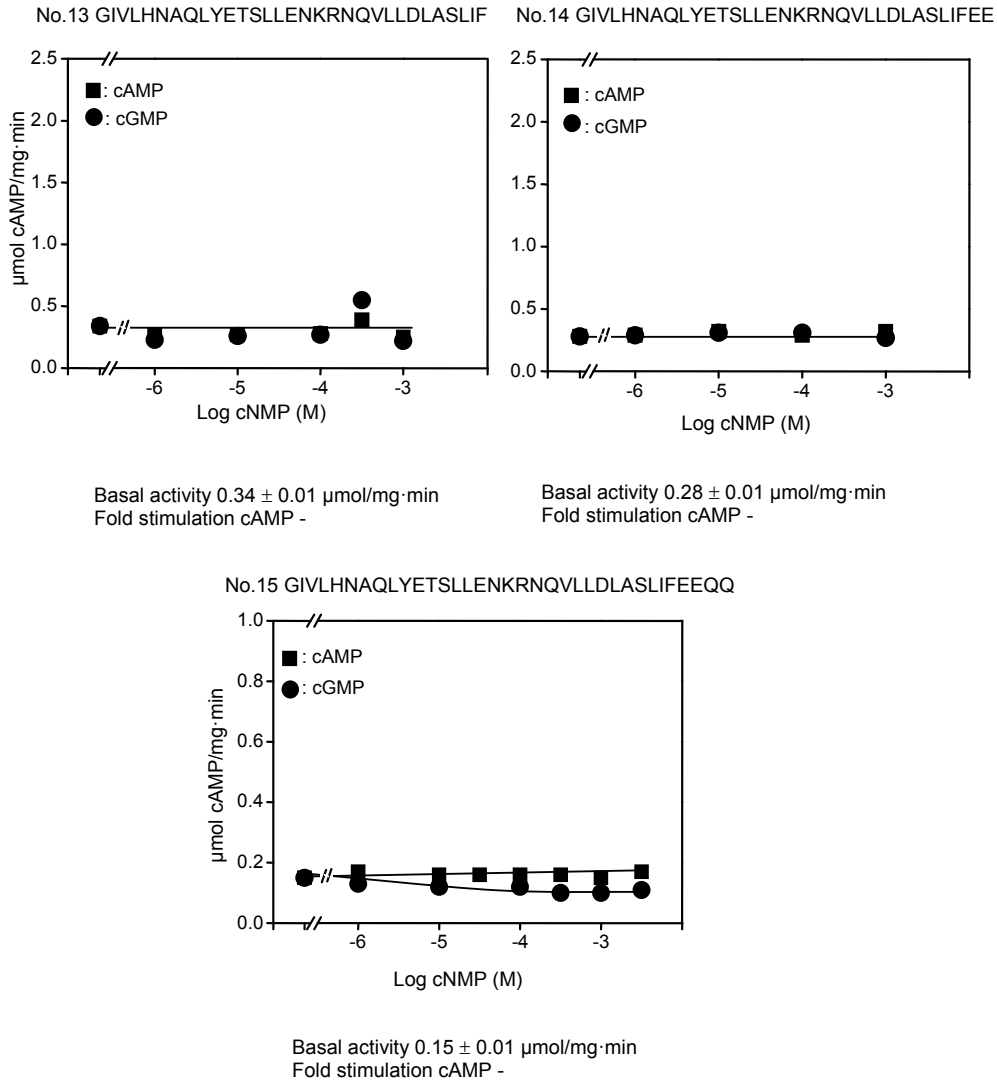 No.13 GIVLHNAQLYETSLLENKRNQVLLDLASLIF
2.5
2.0
1.5
1.0
0.5
0.0
µmol cAMP/mg·min
: cAMP
: cGMP
-6 -5 -4 -3
Log cNMP (M)
Basal activity 0.34 ± 0.01 µmol/mg·min
Fold stimulation cAMP -
No.14 GIVLHNAQLYETSLLENKRNQVLLDLASLIFEE
2.5
2.0
1.5
1.0
0.5
0.0
: cAMP
: cGMP
-6 -5 -4 -3
Log cNMP (M)
Basal activity 0.28 ± 0.01 µmol/mg·min
Fold stimulation cAMP -
No.15 GIVLHNAQLYETSLLENKRNQVLLDLASLIFEEQQ
1.0
0.8
0.6
0.4
0.2
0.0
µmol cAMP/mg·min
: cAMP
: cGMP
-6 -5 -4 -3
Log cNMP (M)
Basal activity 0.15 ± 0.01 µmol/mg·min
Fold stimulation cAMP -